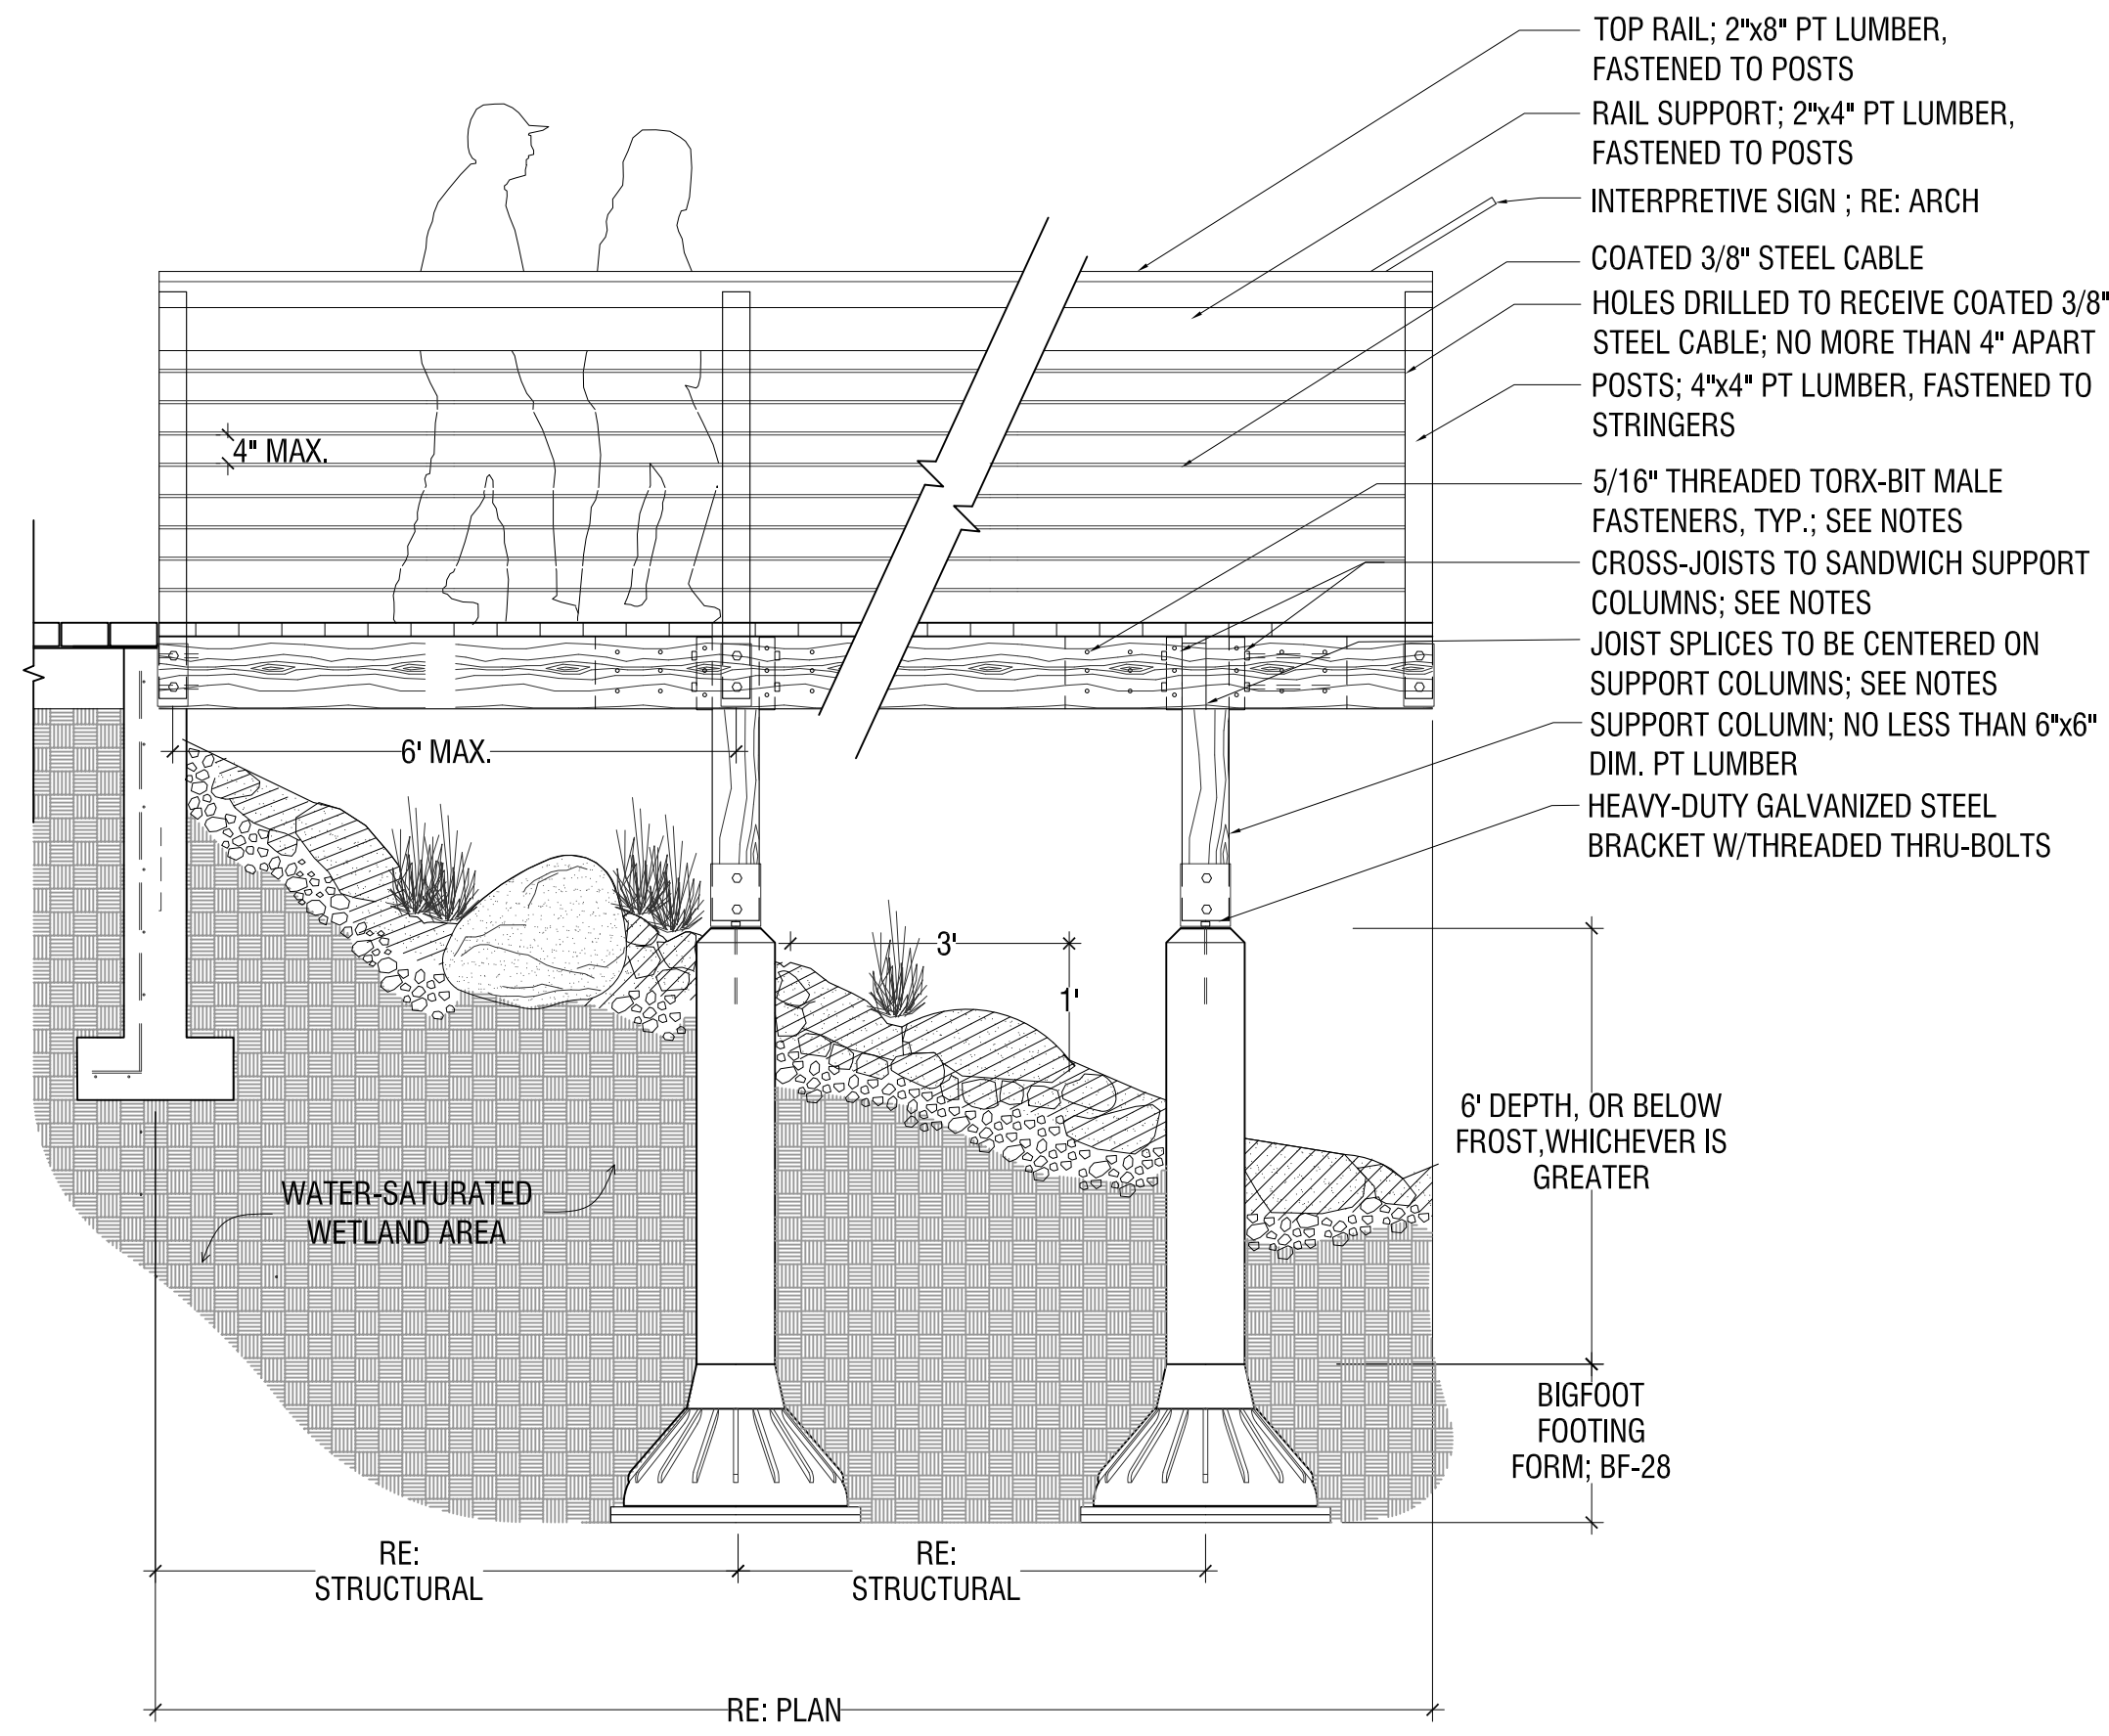 TOP RAIL; 2"x8" PT LUMBER,
FASTENED TO POSTS
RAIL SUPPORT; 2"x4" PT LUMBER,
FASTENED TO POSTS
INTERPRETIVE SIGN ; RE: ARCH
COATED 3/8" STEEL CABLE
HOLES DRILLED TO RECEIVE COATED 3/8"
STEEL CABLE; NO MORE THAN 4" APART
POSTS; 4"x4" PT LUMBER, FASTENED TO
STRINGERS
5/16" THREADED TORX-BIT MALE
FASTENERS, TYP.; SEE NOTES
CROSS-JOISTS TO SANDWICH SUPPORT
COLUMNS; SEE NOTES
JOIST SPLICES TO BE CENTERED ON
SUPPORT COLUMNS; SEE NOTES
SUPPORT COLUMN; NO LESS THAN 6"x6"
DIM. PT LUMBER
HEAVY-DUTY GALVANIZED STEEL
BRACKET W/THREADED THRU-BOLTS
4" MAX.
6' MAX.
3'
1'
6' DEPTH, OR BELOW
FROST,WHICHEVER IS
GREATER
WATER-SATURATED
WETLAND AREA
BIGFOOT
FOOTING
FORM; BF-28
RE:
STRUCTURAL
RE:
STRUCTURAL
RE: PLAN